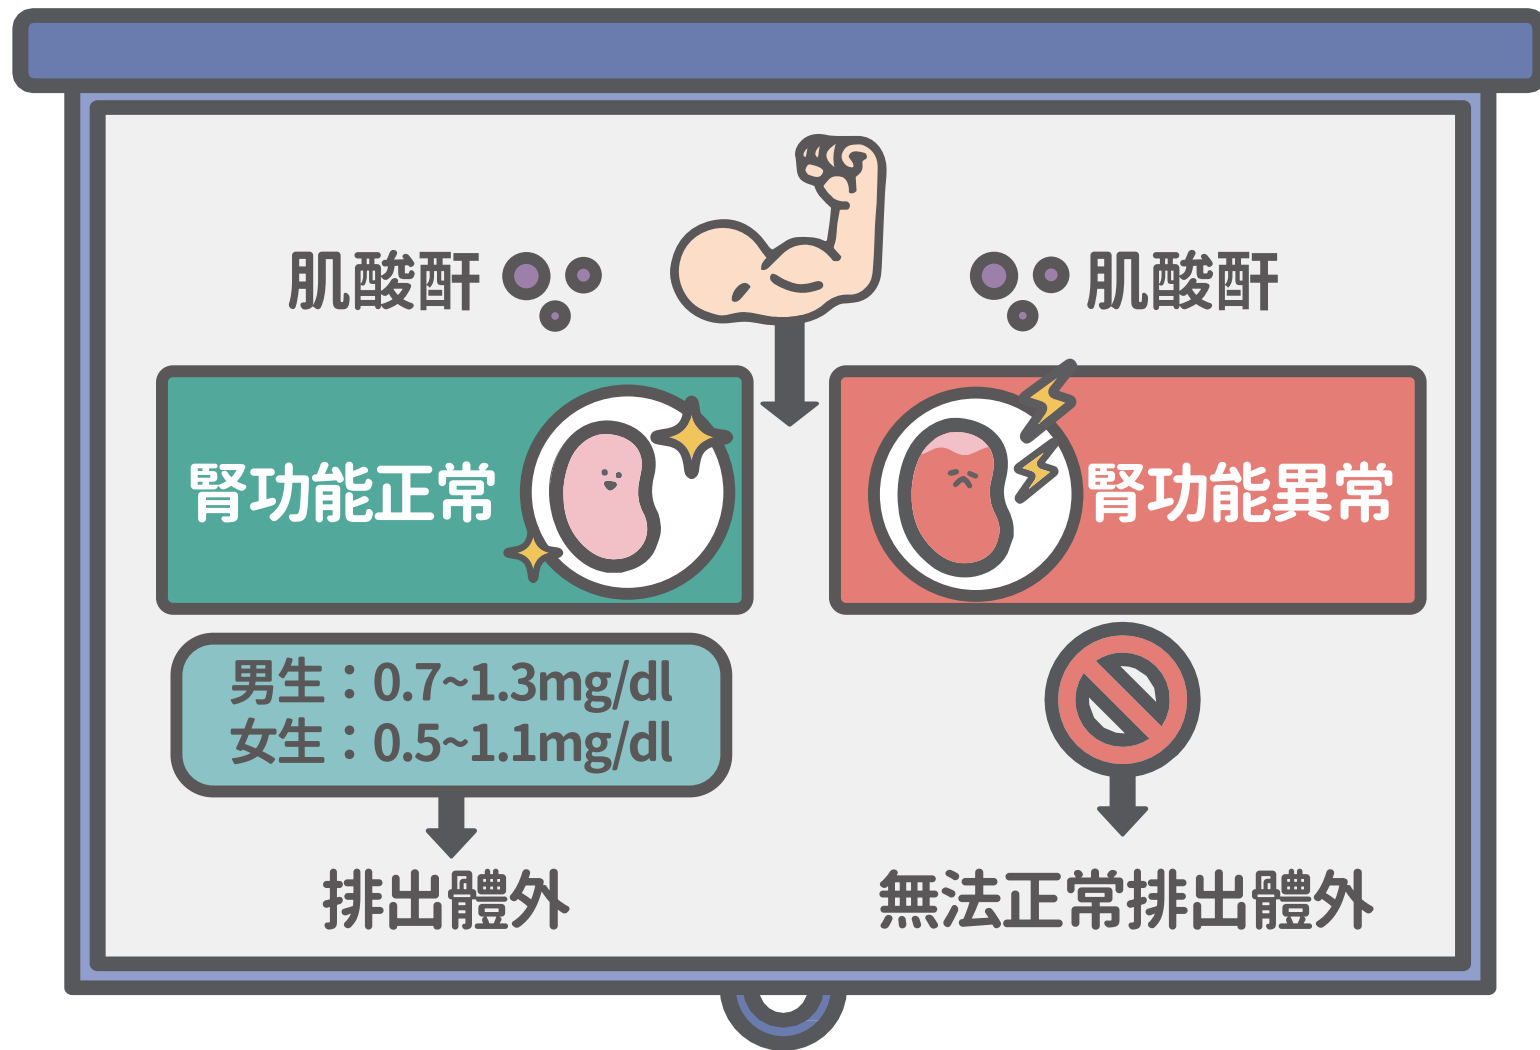 肌酸酐
肌酸酐
腎功能正常
腎功能異常
男生：0.7~1.3mg/dl
女生：0.5~1.1mg/dl
排出體外
無法正常排出體外